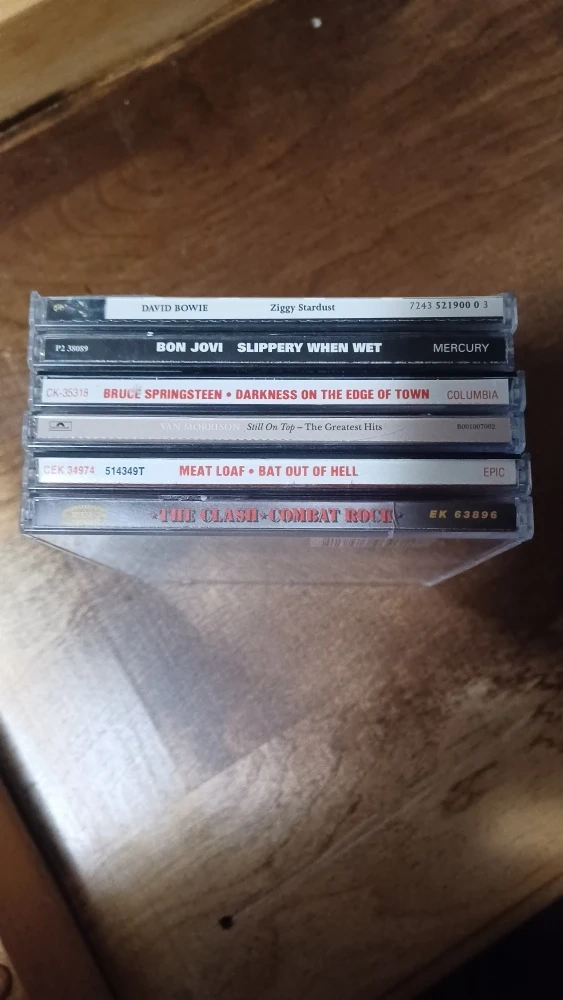 DAVID BOWIE Ziggy Stardust 7243 521900 0 3
P2 38089 BON JOVI SLIPPERY WHEN WET MERCURY
CK-35318 BRUCE SPRINGSTEEN • DARKNESS ON THE EDGE OF TOWN COLUMBIA
VAN MORRISON Still On Top – The Greatest Hits B001007002
CEK 34974 514349T MEAT LOAF • BAT OUT OF HELL EPIC
★THE CLASH★COMBAT ROCK★ EK 63896